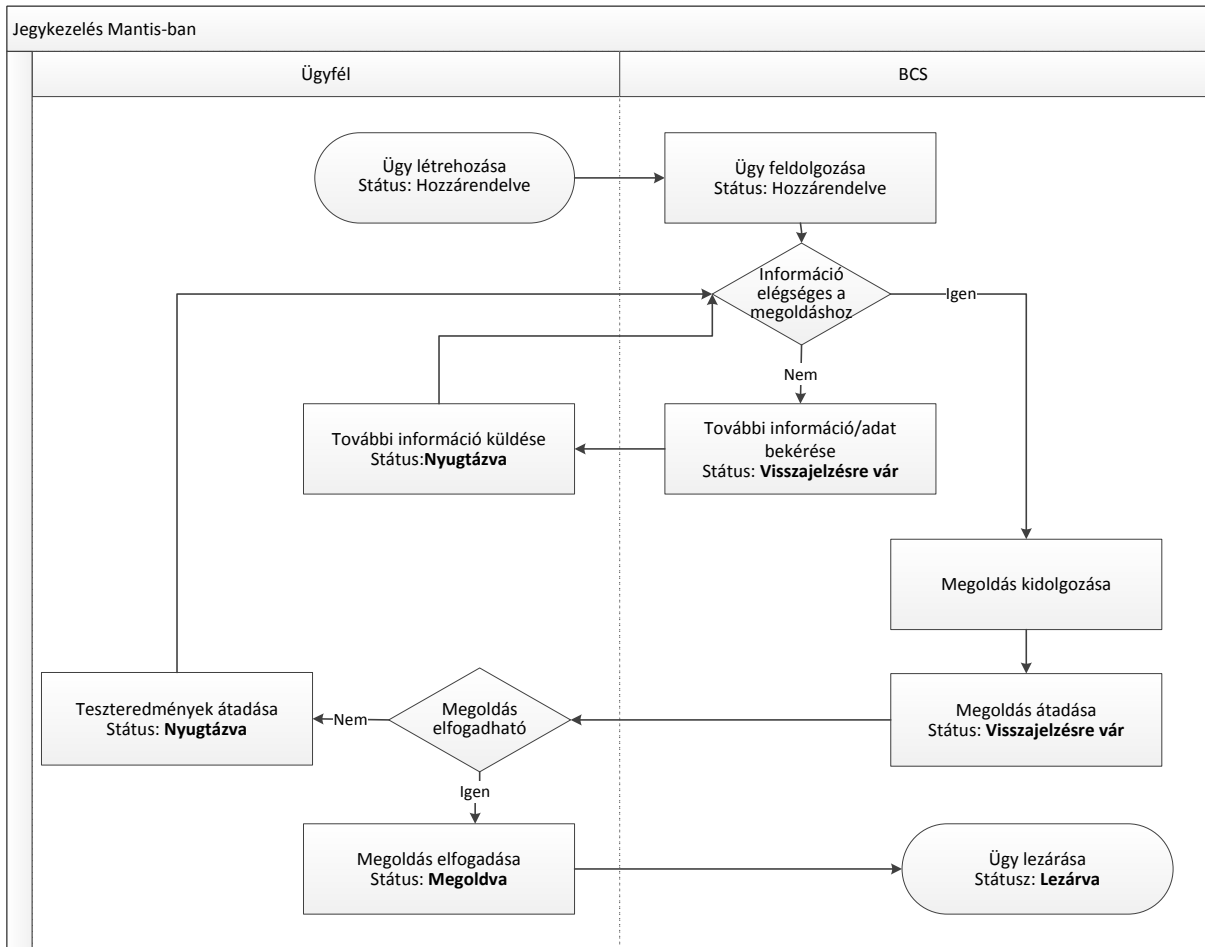 Jegykezelés Mantis-ban
Ügyfél
BCS
Ügy létrehozása
Státus: Hozzárendelve
Ügy feldolgozása
Státus: Hozzárendelve
Információ
elégséges a
megoldáshoz
Igen
Nem
További információ küldése
Státus:Nyugtázva
További információ/adat
bekérése
Státus: Visszajelzésre vár
Megoldás kidolgozása
Teszteredmények átadása
Státus: Nyugtázva
Nem
Megoldás
elfogadható
Megoldás átadása
Státus: Visszajelzésre vár
Igen
Megoldás elfogadása
Státus: Megoldva
Ügy lezárása
Státusz: Lezárva